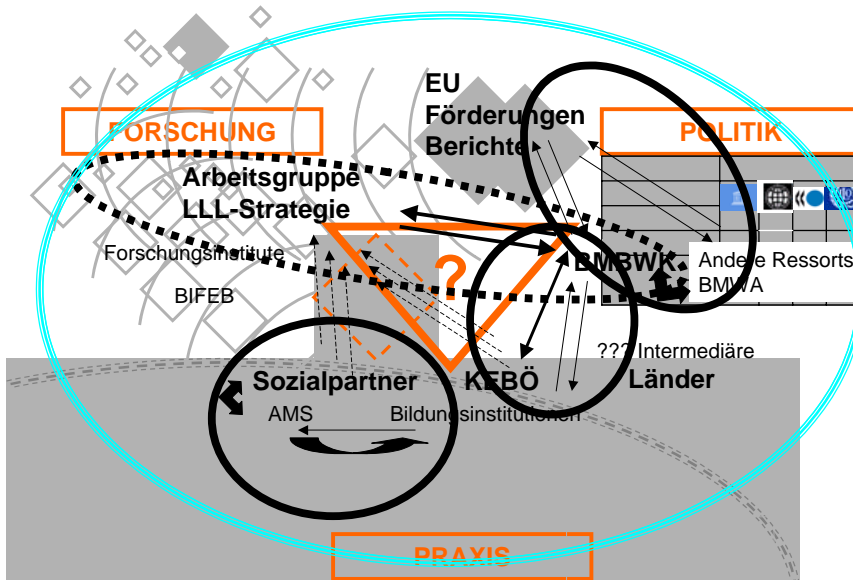 EU
Förderungen
Berichte
FORSCHUNG
POLITIK
Arbeitsgruppe
LLL-Strategie
Forschungsinstitute
?
BMBWK
Andere Ressorts
BMWA
BIFEB
??? Intermediäre
Länder
Sozialpartner
KEBÖ
AMS
Bildungsinstitutionen
PRAXIS